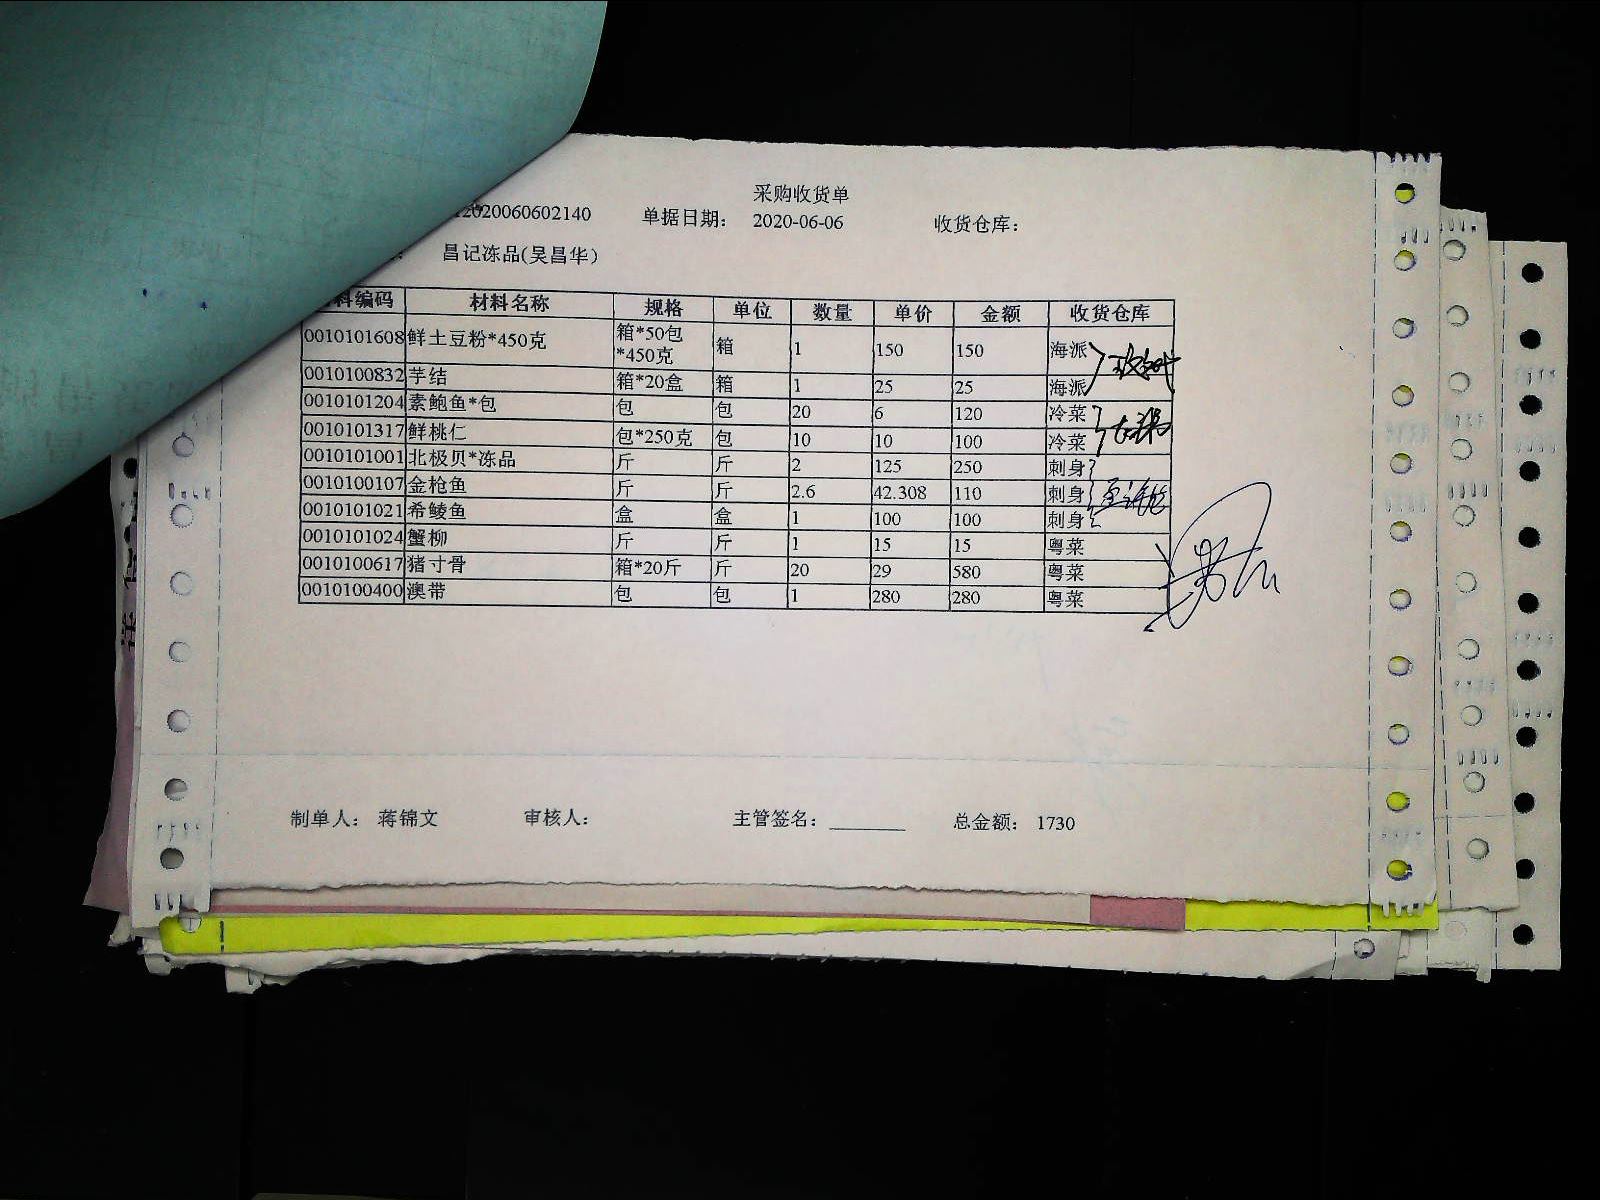 采购收货单
2020060602140 单据日期： 2020-06-06 收货仓库：
昌记冻品(吴昌华)
料编码 材料名称 规格 单位 数量 单价 金额 收货仓库
0010101608 鲜土豆粉*450克 箱*50包*450克 箱 1 150 150 海派
0010100832 芋结 箱*20盒 箱 1 25 25 海派
0010101204 素鲍鱼*包 包 包 20 6 120 冷菜
0010101317 鲜桃仁 包*250克 包 10 10 100 冷菜
0010101001 北极贝*冻品 斤 斤 2 125 250 刺身
0010100107 金枪鱼 斤 斤 2.6 42.308 110 刺身
0010101021 希鲮鱼 盒 盒 1 100 100 刺身
0010101024 蟹柳 斤 斤 1 15 15 粤菜
0010100617 猪寸骨 箱*20斤 斤 20 29 580 粤菜
0010100400 澳带 包 包 1 280 280 粤菜
制单人： 蒋锦文 审核人： 主管签名： 总金额： 1730